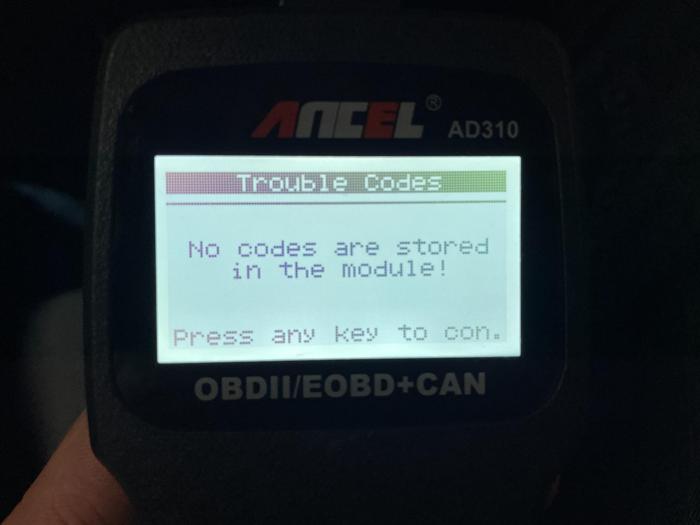 ANCEL® AD310
Trouble Codes
No codes are stored
in the module!
Press any key to con.
OBDII/EOBD+CAN